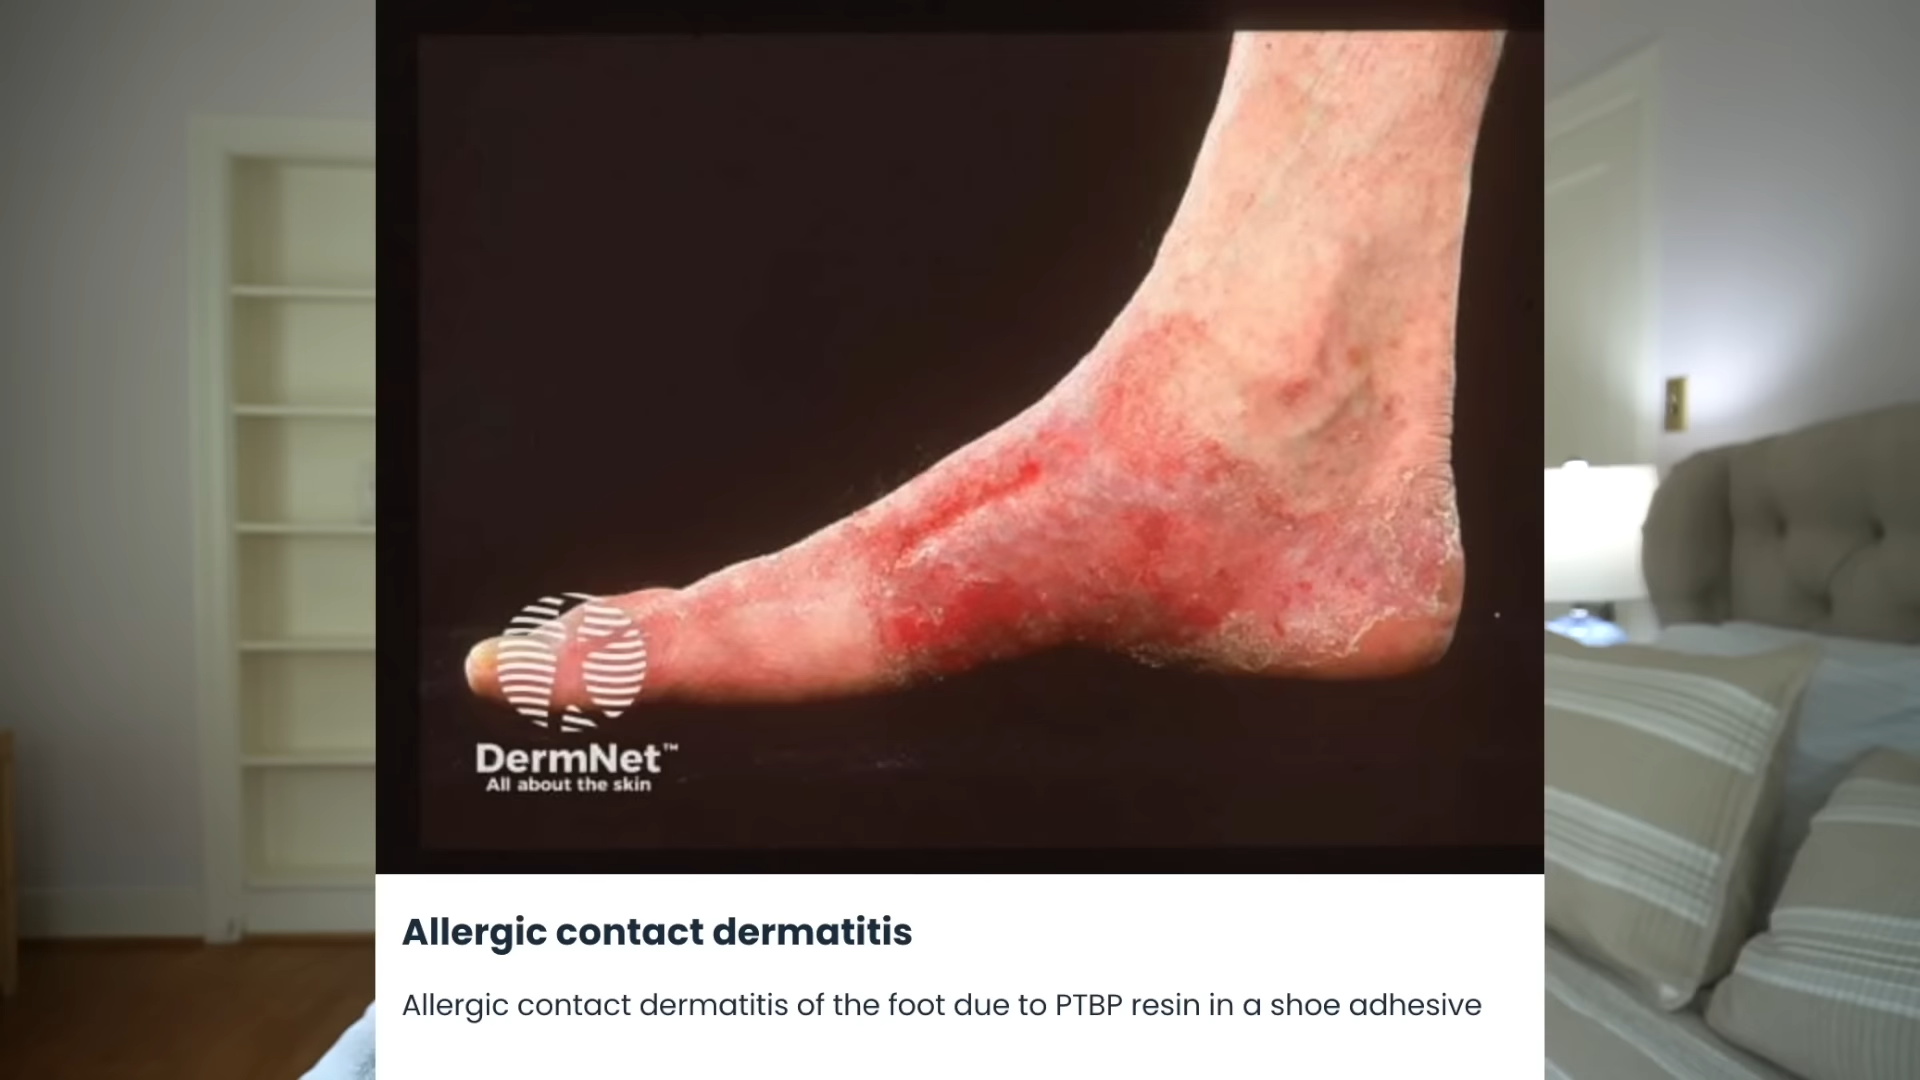 DermNet™
All about the skin
Allergic contact dermatitis
Allergic contact dermatitis of the foot due to PTBP resin in a shoe adhesive